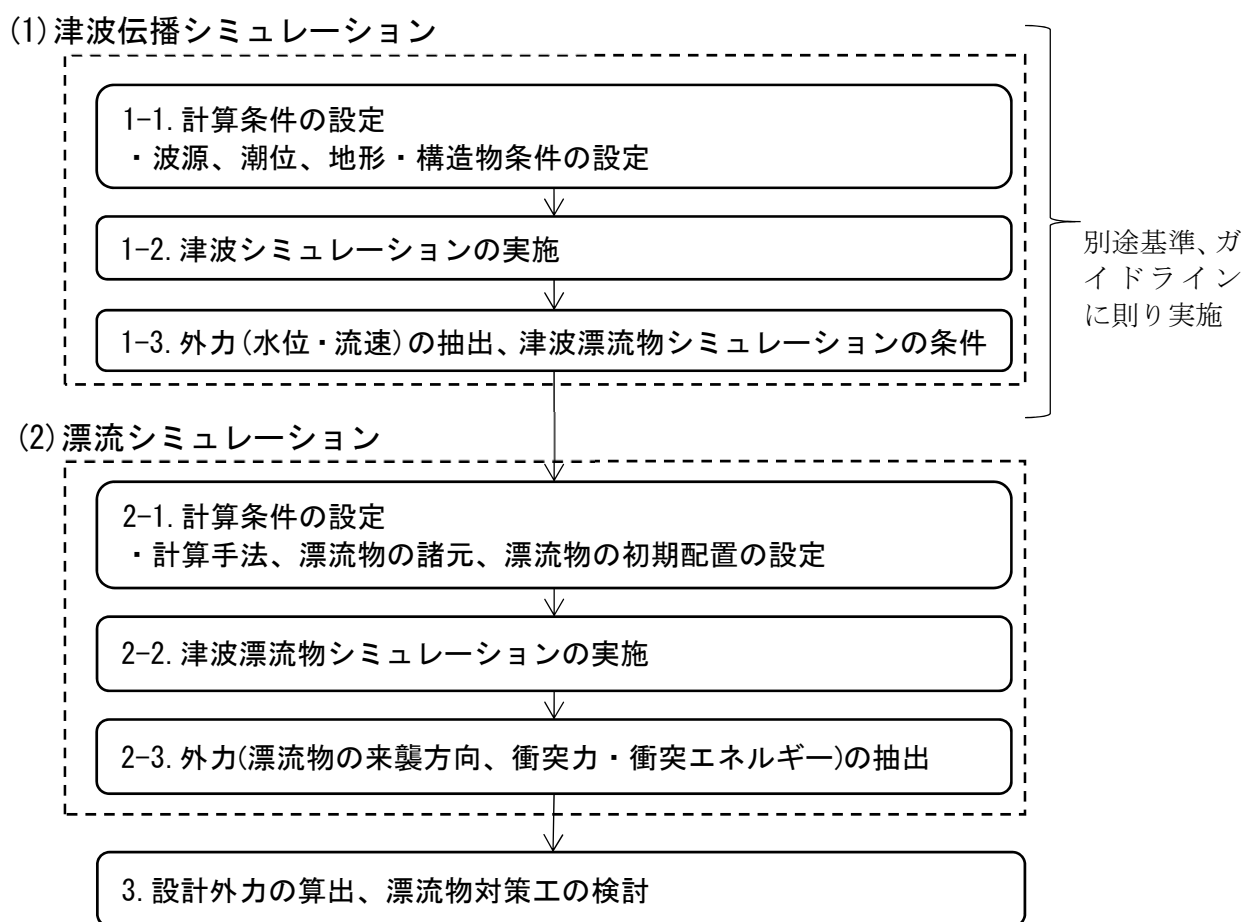 (1)津波伝播シミュレーション
1-1.計算条件の設定
・波源、潮位、地形・構造物条件の設定
1-2.津波シミュレーションの実施
1-3.外力(水位・流速)の抽出、津波漂流物シミュレーションの条件
別途基準、ガ
イドライン
に則り実施
(2)漂流シミュレーション
2-1.計算条件の設定
・計算手法、漂流物の諸元、漂流物の初期配置の設定
2-2.津波漂流物シミュレーションの実施
2-3.外力(漂流物の来襲方向、衝突力・衝突エネルギー)の抽出
3.設計外力の算出、漂流物対策工の検討